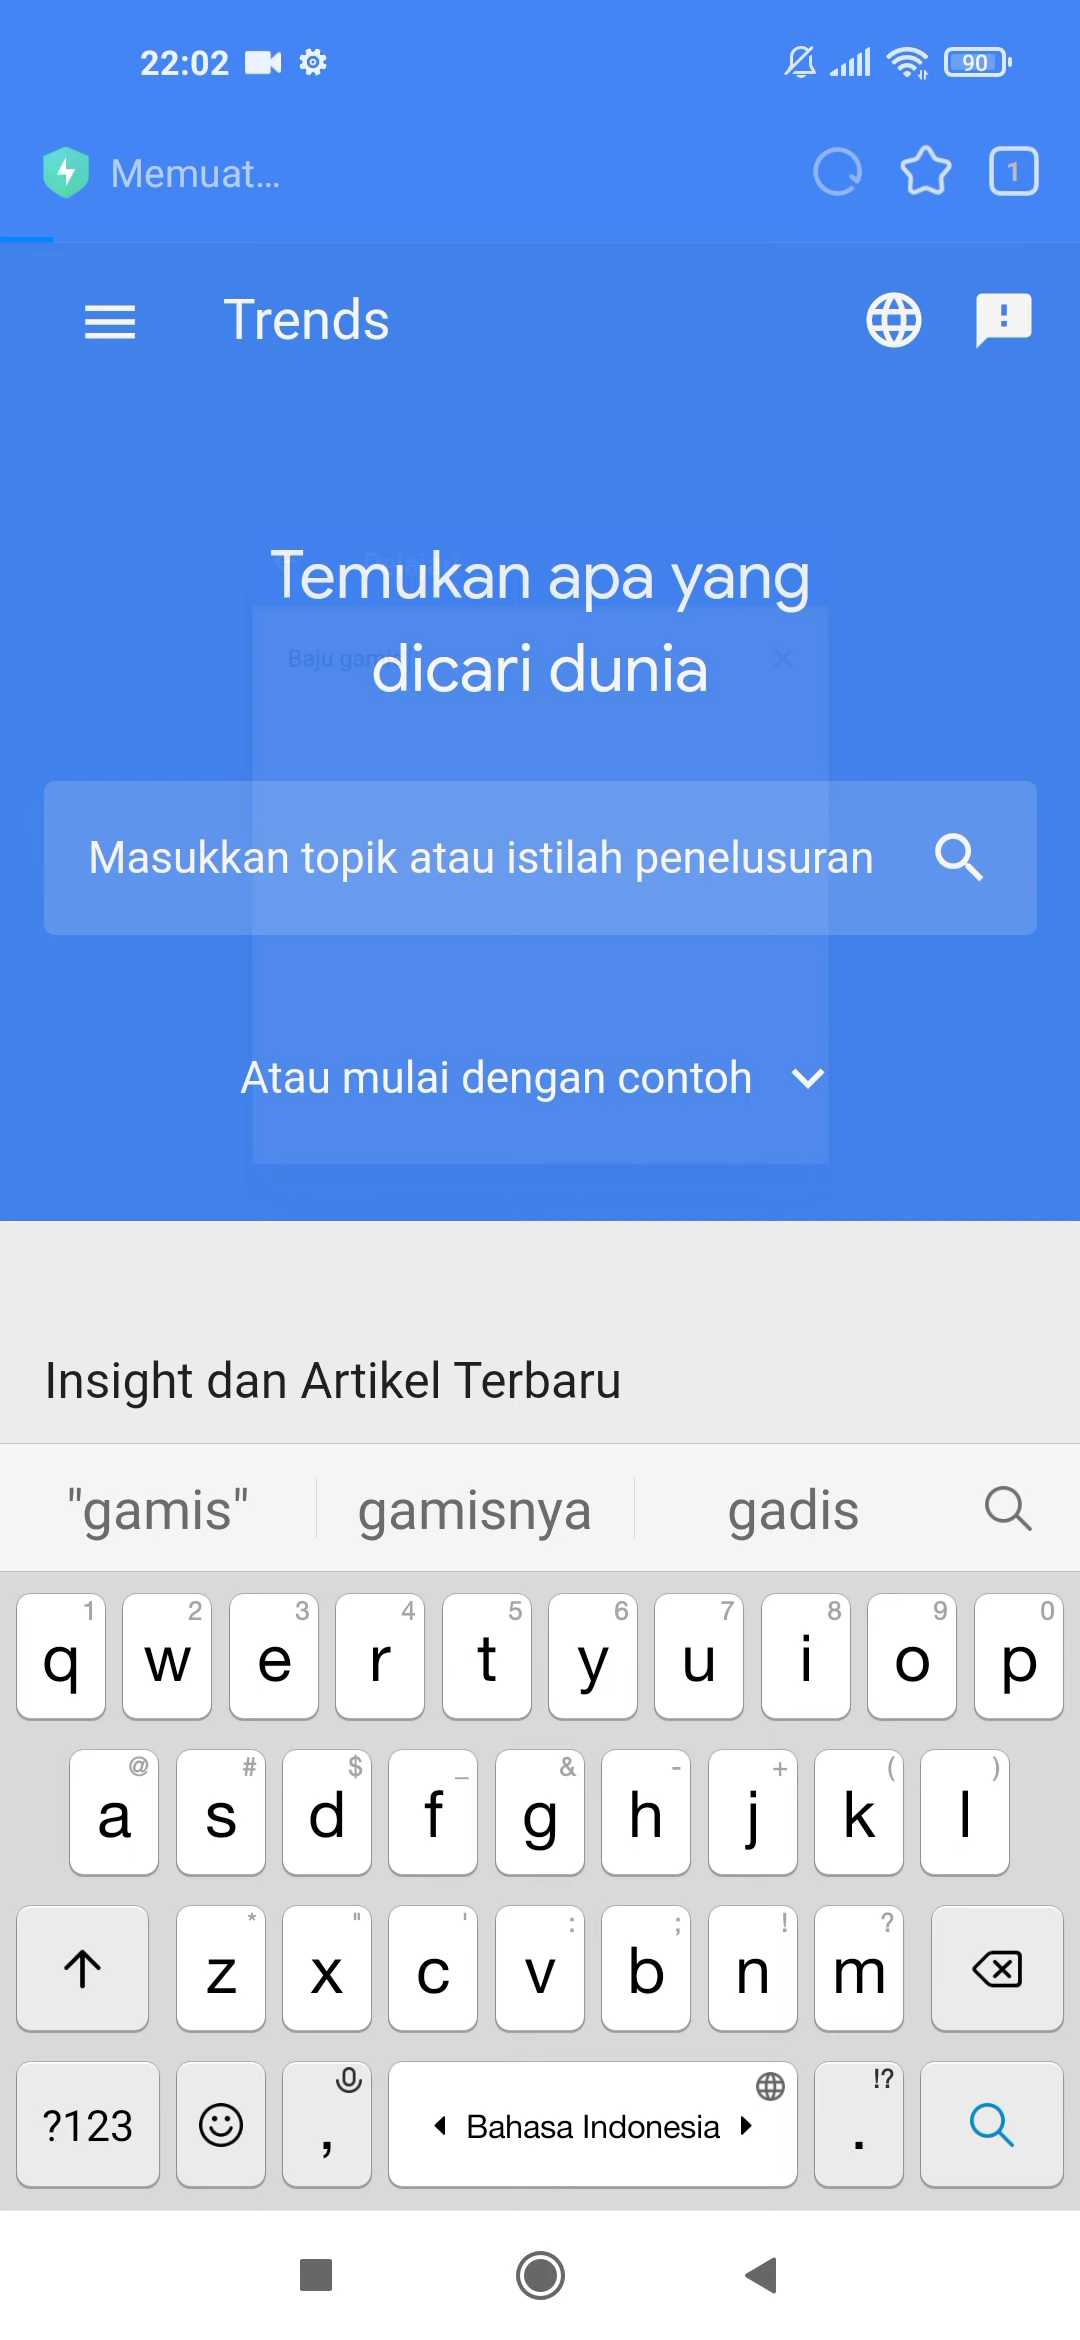 22:02
90
Memuat...
1
Trends
Temukan apa yang
dicari dunia
Baju gamis
Masukkan topik atau istilah penelusuran
Atau mulai dengan contoh
Insight dan Artikel Terbaru
"gamis" gamisnya gadis
1 2 3 4 5 6 7 8 9 0
q w e r t y u i o p
@ # $ _ & - + ( )
a s d f g h j k l
* " ' : ; ! ?
z x c v b n m
!?
?123 , Bahasa Indonesia .